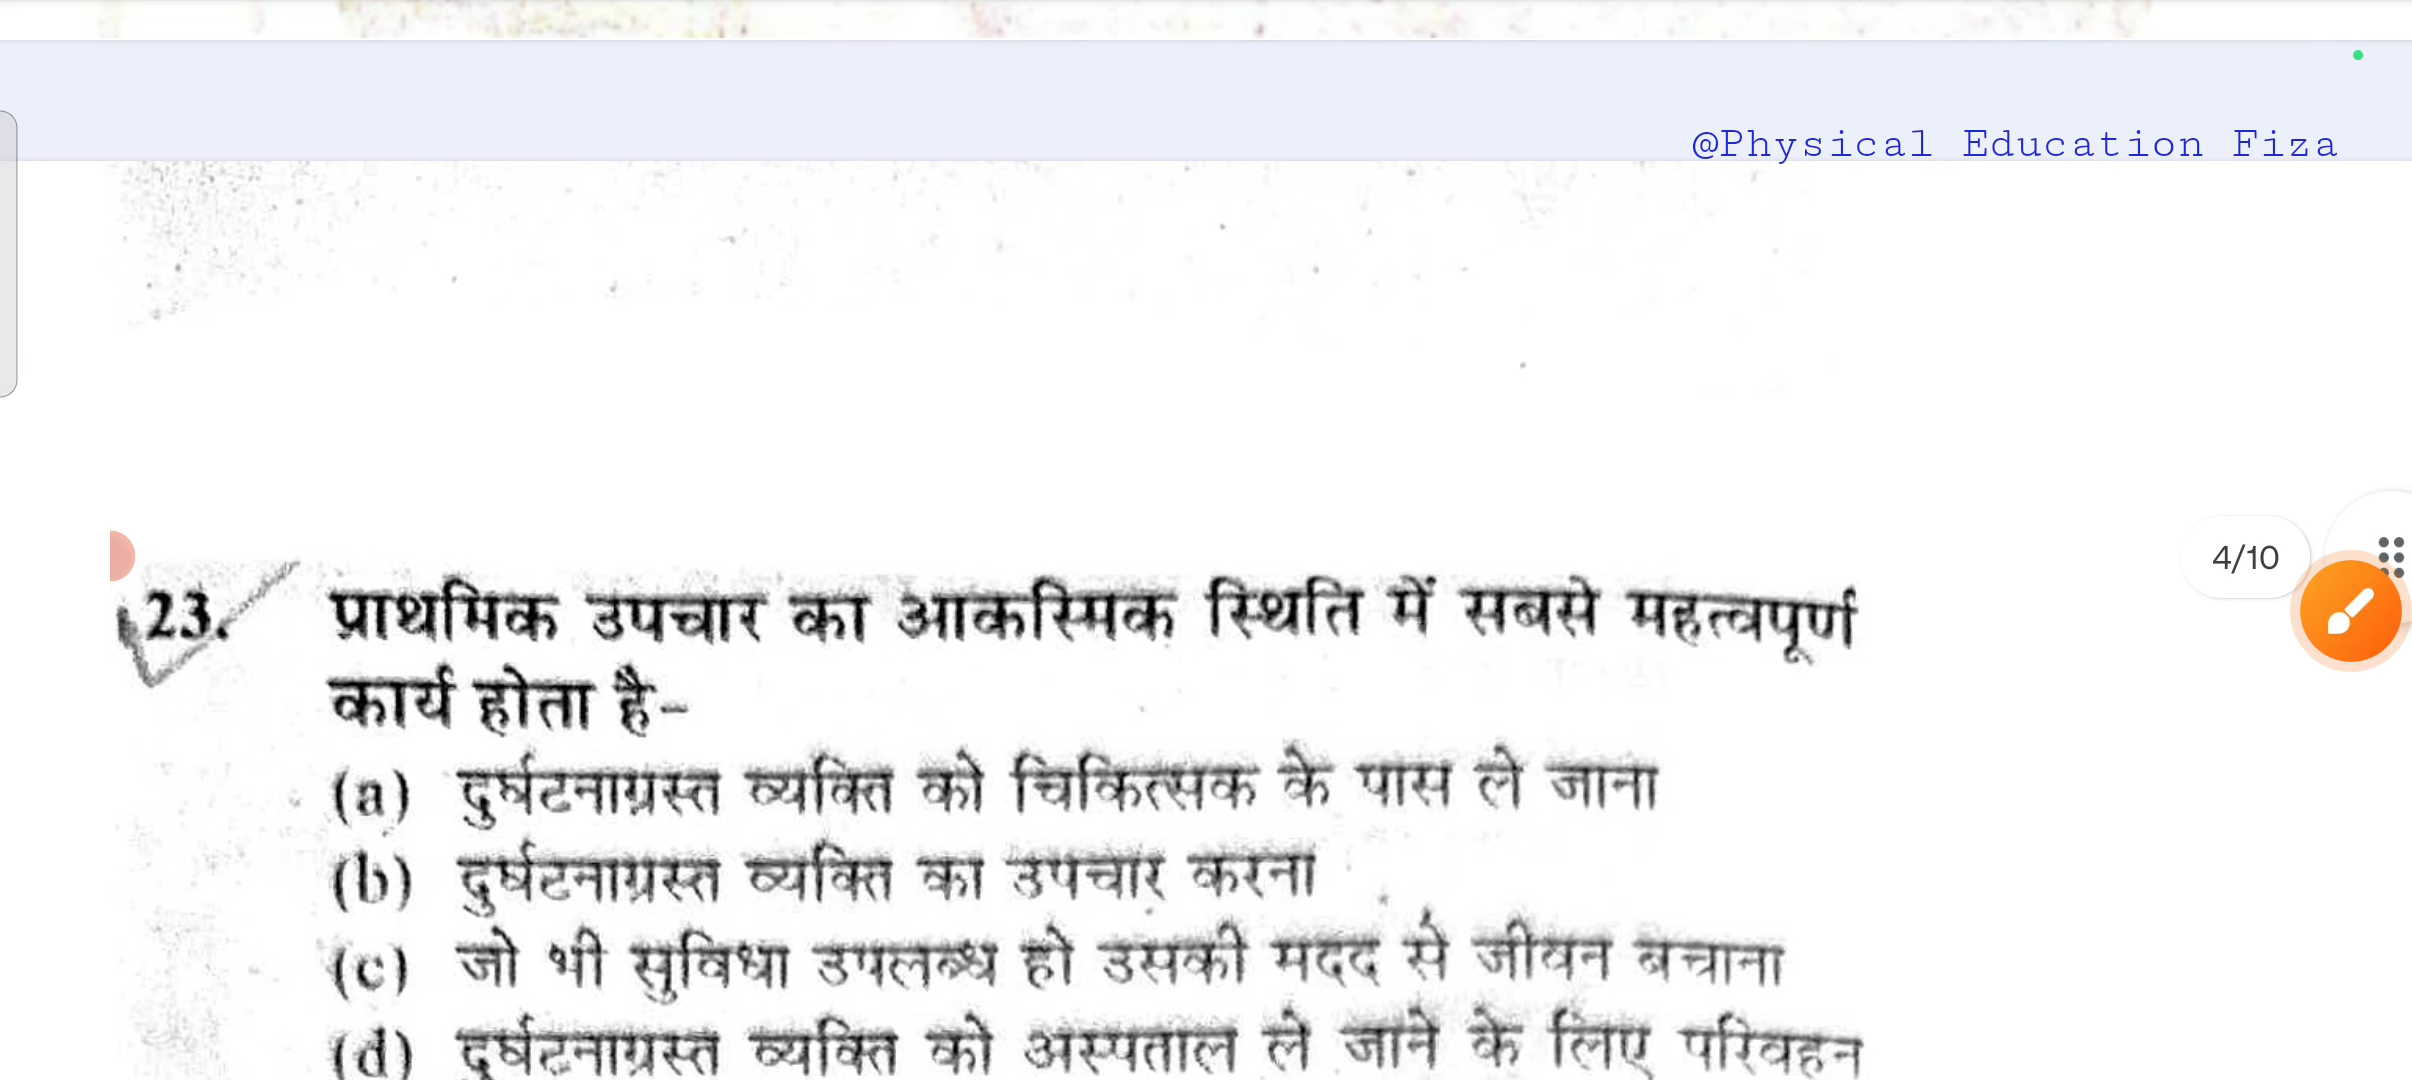 @Physical Education Fiza
4/10
23. प्राथमिक उपचार का आकस्मिक स्थिति में सबसे महत्वपूर्ण
कार्य होता है-
(a) दुर्घटनाग्रस्त व्यक्ति को चिकित्सक के पास ले जाना
(b) दुर्घटनाग्रस्त व्यक्ति का उपचार करना
(c) जो भी सुविधा उपलब्ध हो उसकी मदद से जीवन बचाना
(d) दुर्घटनाग्रस्त व्यक्ति को अस्पताल ले जाने के लिए परिवहन